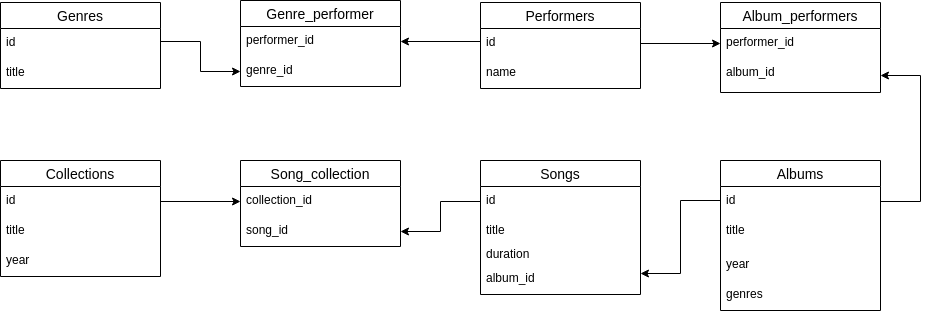 Genres
id
title
Genre_performer
performer_id
genre_id
Performers
id
name
Album_performers
performer_id
album_id
Collections
id
title
year
Song_collection
collection_id
song_id
Songs
id
title
duration
album_id
Albums
id
title
year
genres